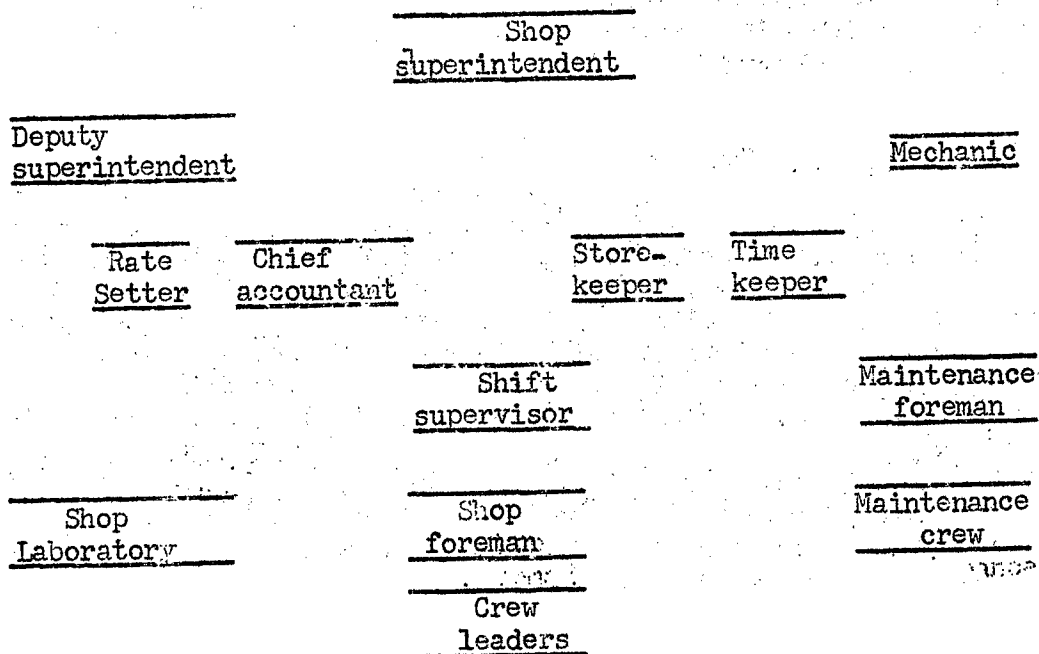 Shop
superintendent
Deputy
superintendent
Mechanic
Rate
Setter
Chief
accountant
Store-
keeper
Time
keeper
Shift
supervisor
Maintenance
foreman
Shop
Laboratory
Shop
foreman
Maintenance
crew
Crew
leaders